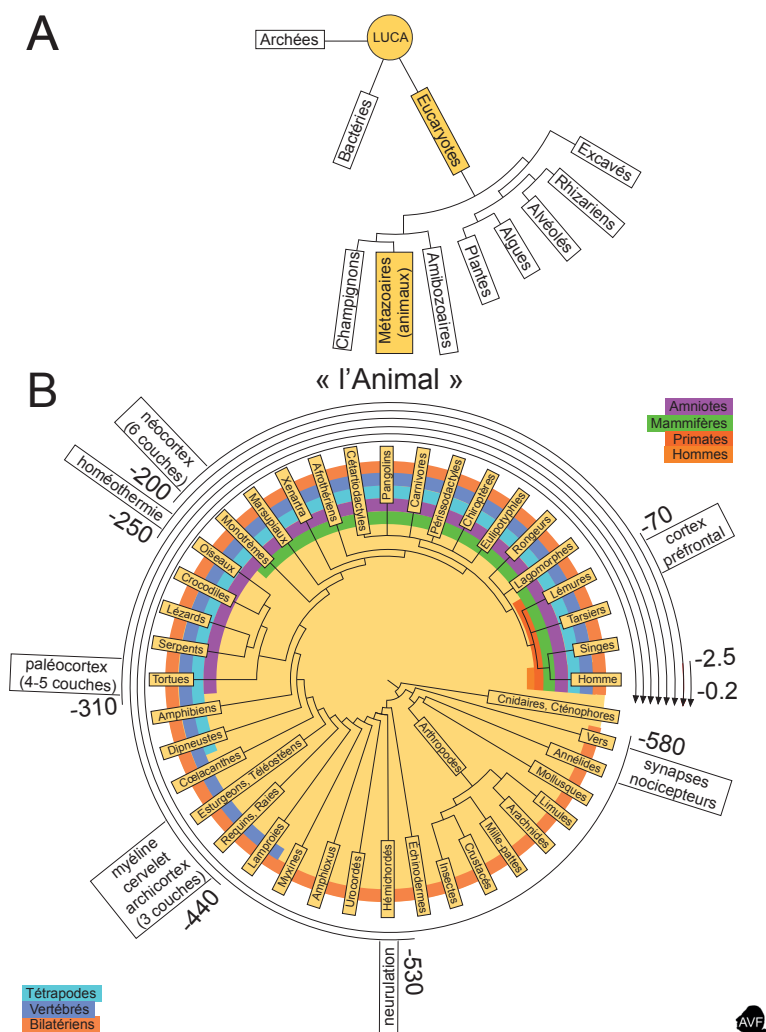 A
LUCA
Archées
Bactéries
Eucaryotes
Excavés
Rhizariens
Alvéolés
Algues
Plantes
Amibozoaires
Métazoaires
(animaux)
Champignons
« l’Animal »
B
Amniotes
Mammifères
Primates
Hommes
néocortex
(6 couches)
-200
homéothermie
-250
paléocortex
(4-5 couches)
-310
myéline
cervelet
archicortex
(3 couches)
-440
neurulation
-530
-580
synapses
nocicepteurs
-70
cortex
préfrontal
-2.5
-0.2
Tortues
Serpents
Lézards
Crocodiles
Oiseaux
Monotrèmes
Marsupiaux
Xenartra
Afrothériens
Cétartiodactyles
Pangolins
Carnivores
Périssodactyles
Chiroptères
Eulipotyphles
Rongeurs
Lagomorphes
Lémures
Tarsiers
Singes
Homme
Cnidaires, Cténophores
Vers
Annélides
Mollusques
Arthropodes
Limules
Arachnides
Mille-pattes
Crustacés
Insectes
Echinodermes
Hémichordés
Urocordés
Amphioxus
Myxines
Lamproies
Requins, Raies
Esturgeons, Téléostéens
Cœlacanthes
Dipneustes
Amphibiens
Tétrapodes
Vertébrés
Bilatériens
AVF